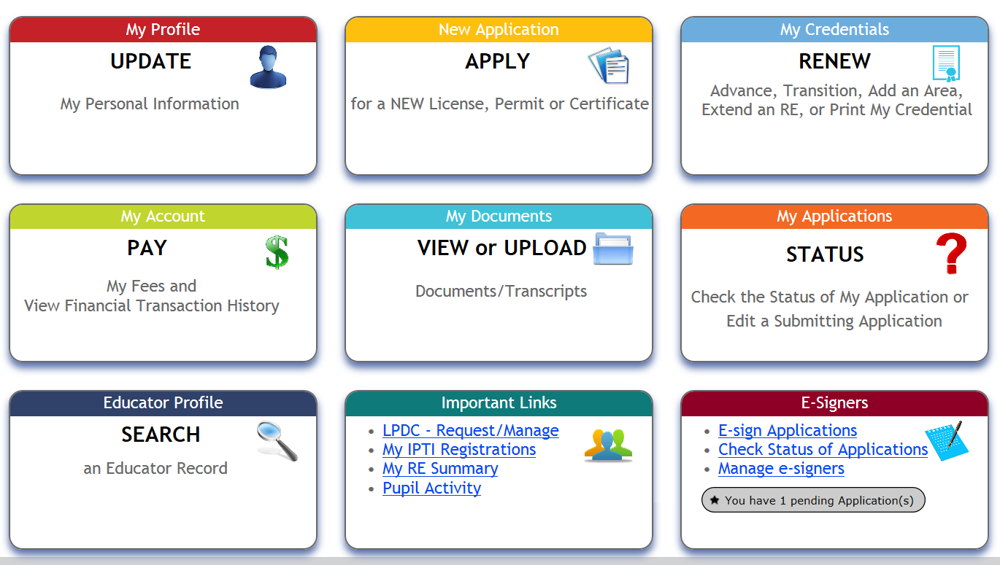 My Profile
UPDATE
My Personal Information
New Application
APPLY
for a NEW License, Permit or Certificate
My Credentials
RENEW
Advance, Transition, Add an Area,
Extend an RE, or Print My Credential
My Account
PAY
My Fees and
View Financial Transaction History
My Documents
VIEW or UPLOAD
Documents/Transcripts
My Applications
STATUS
Check the Status of My Application or
Edit a Submitting Application
Educator Profile
SEARCH
an Educator Record
Important Links
LPDC - Request/Manage
My IPTI Registrations
My RE Summary
Pupil Activity
E-Signers
E-sign Applications
Check Status of Applications
Manage e-signers
You have 1 pending Application(s)